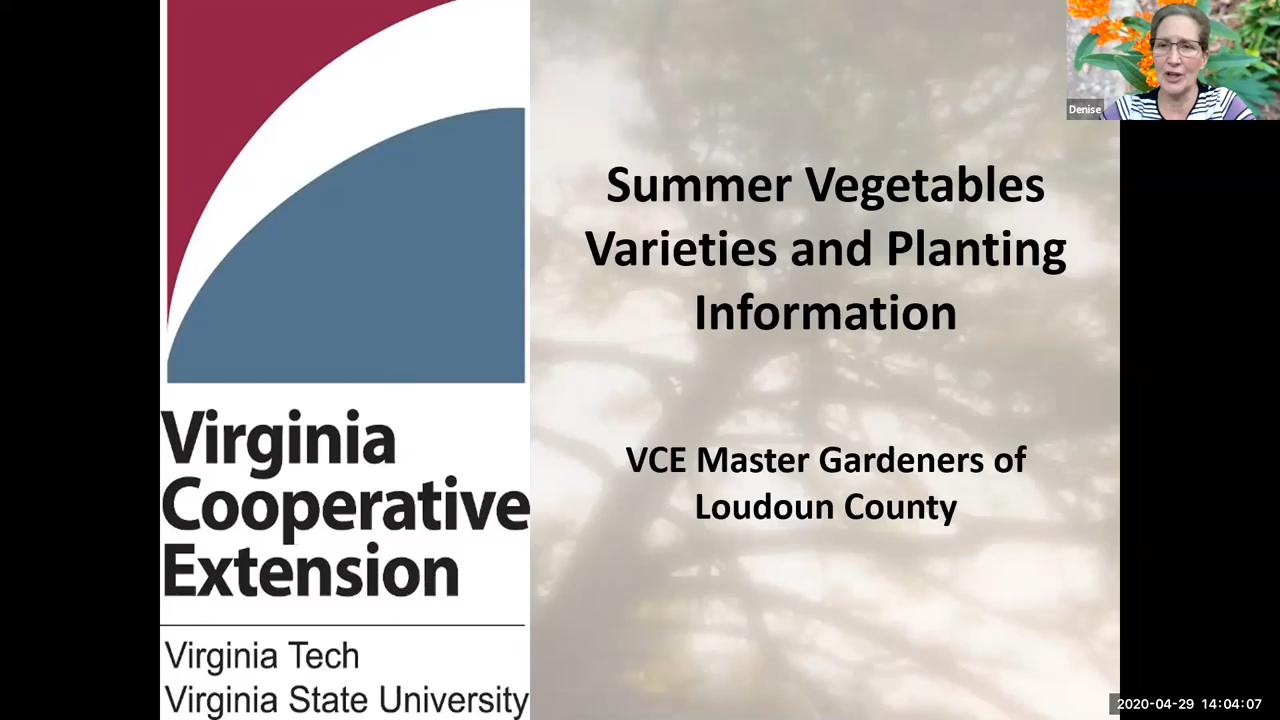 Virginia
Cooperative
Extension
Virginia Tech
Virginia State University
Summer Vegetables
Varieties and Planting
Information
VCE Master Gardeners of
Loudoun County
Denise
2020-04-29 14:04:07